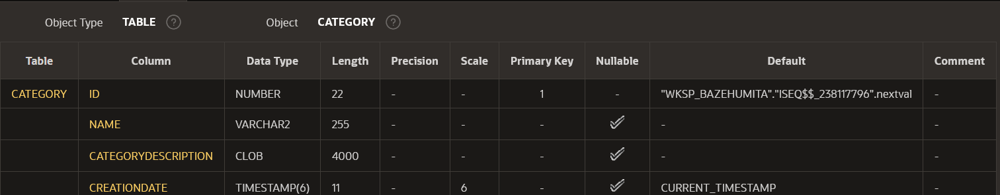 Object Type TABLE ? Object CATEGORY ?
Table Column Data Type Length Precision Scale Primary Key Nullable Default Comment
CATEGORY ID NUMBER 22 - - 1 - "WKSP_BAZEHUMITA"."ISEQ$$_238117796".nextval -
NAME VARCHAR2 255 - - - - -
CATEGORYDESCRIPTION CLOB 4000 - - - - -
CREATIONDATE TIMESTAMP(6) 11 - 6 - CURRENT_TIMESTAMP -